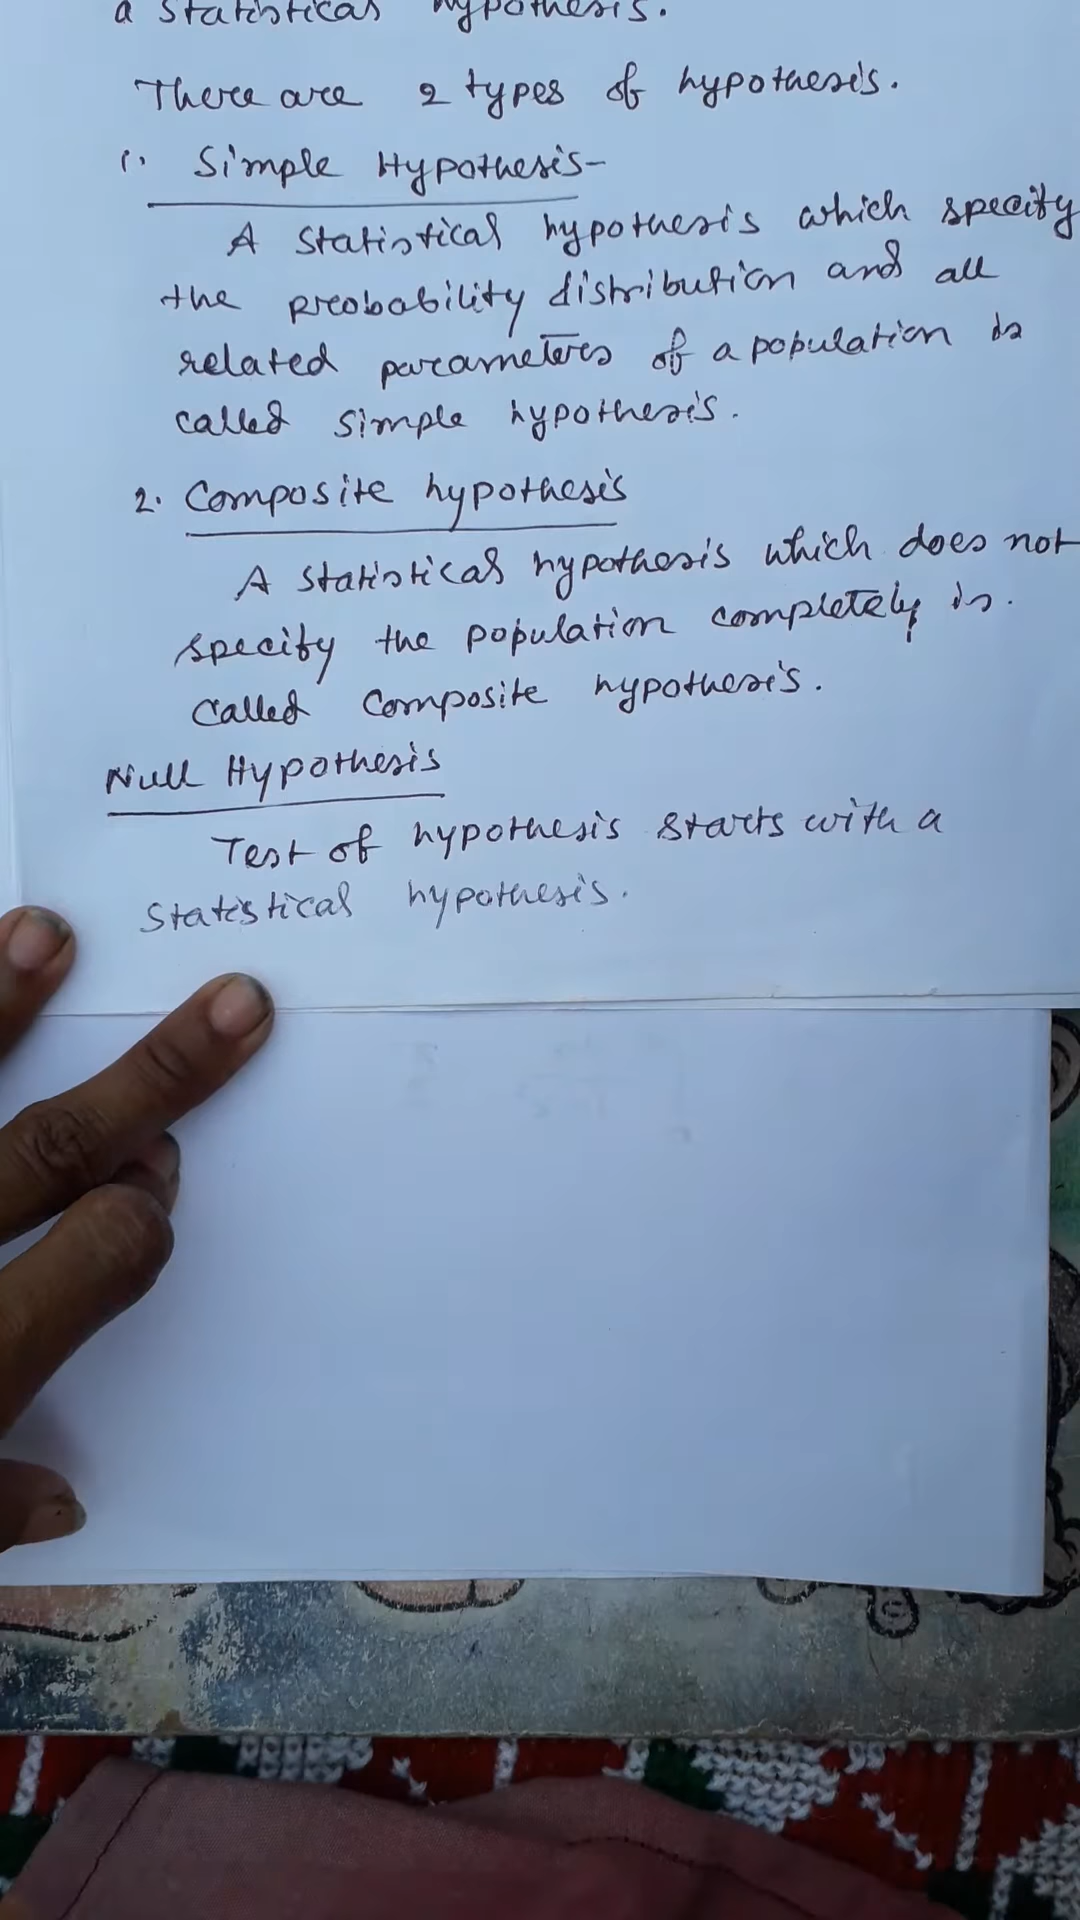 a statistical hypothesis.
There are 2 types of hypothesis.
1. Simple Hypothesis-
A statistical hypothesis which specify
the probability distribution and all
related parameters of a population is
called simple hypothesis.
2. Composite hypothesis
A statistical hypothesis which does not
specify the population completely is.
called composite hypothesis.
Null Hypothesis
Test of hypothesis starts with a
statistical hypothesis.